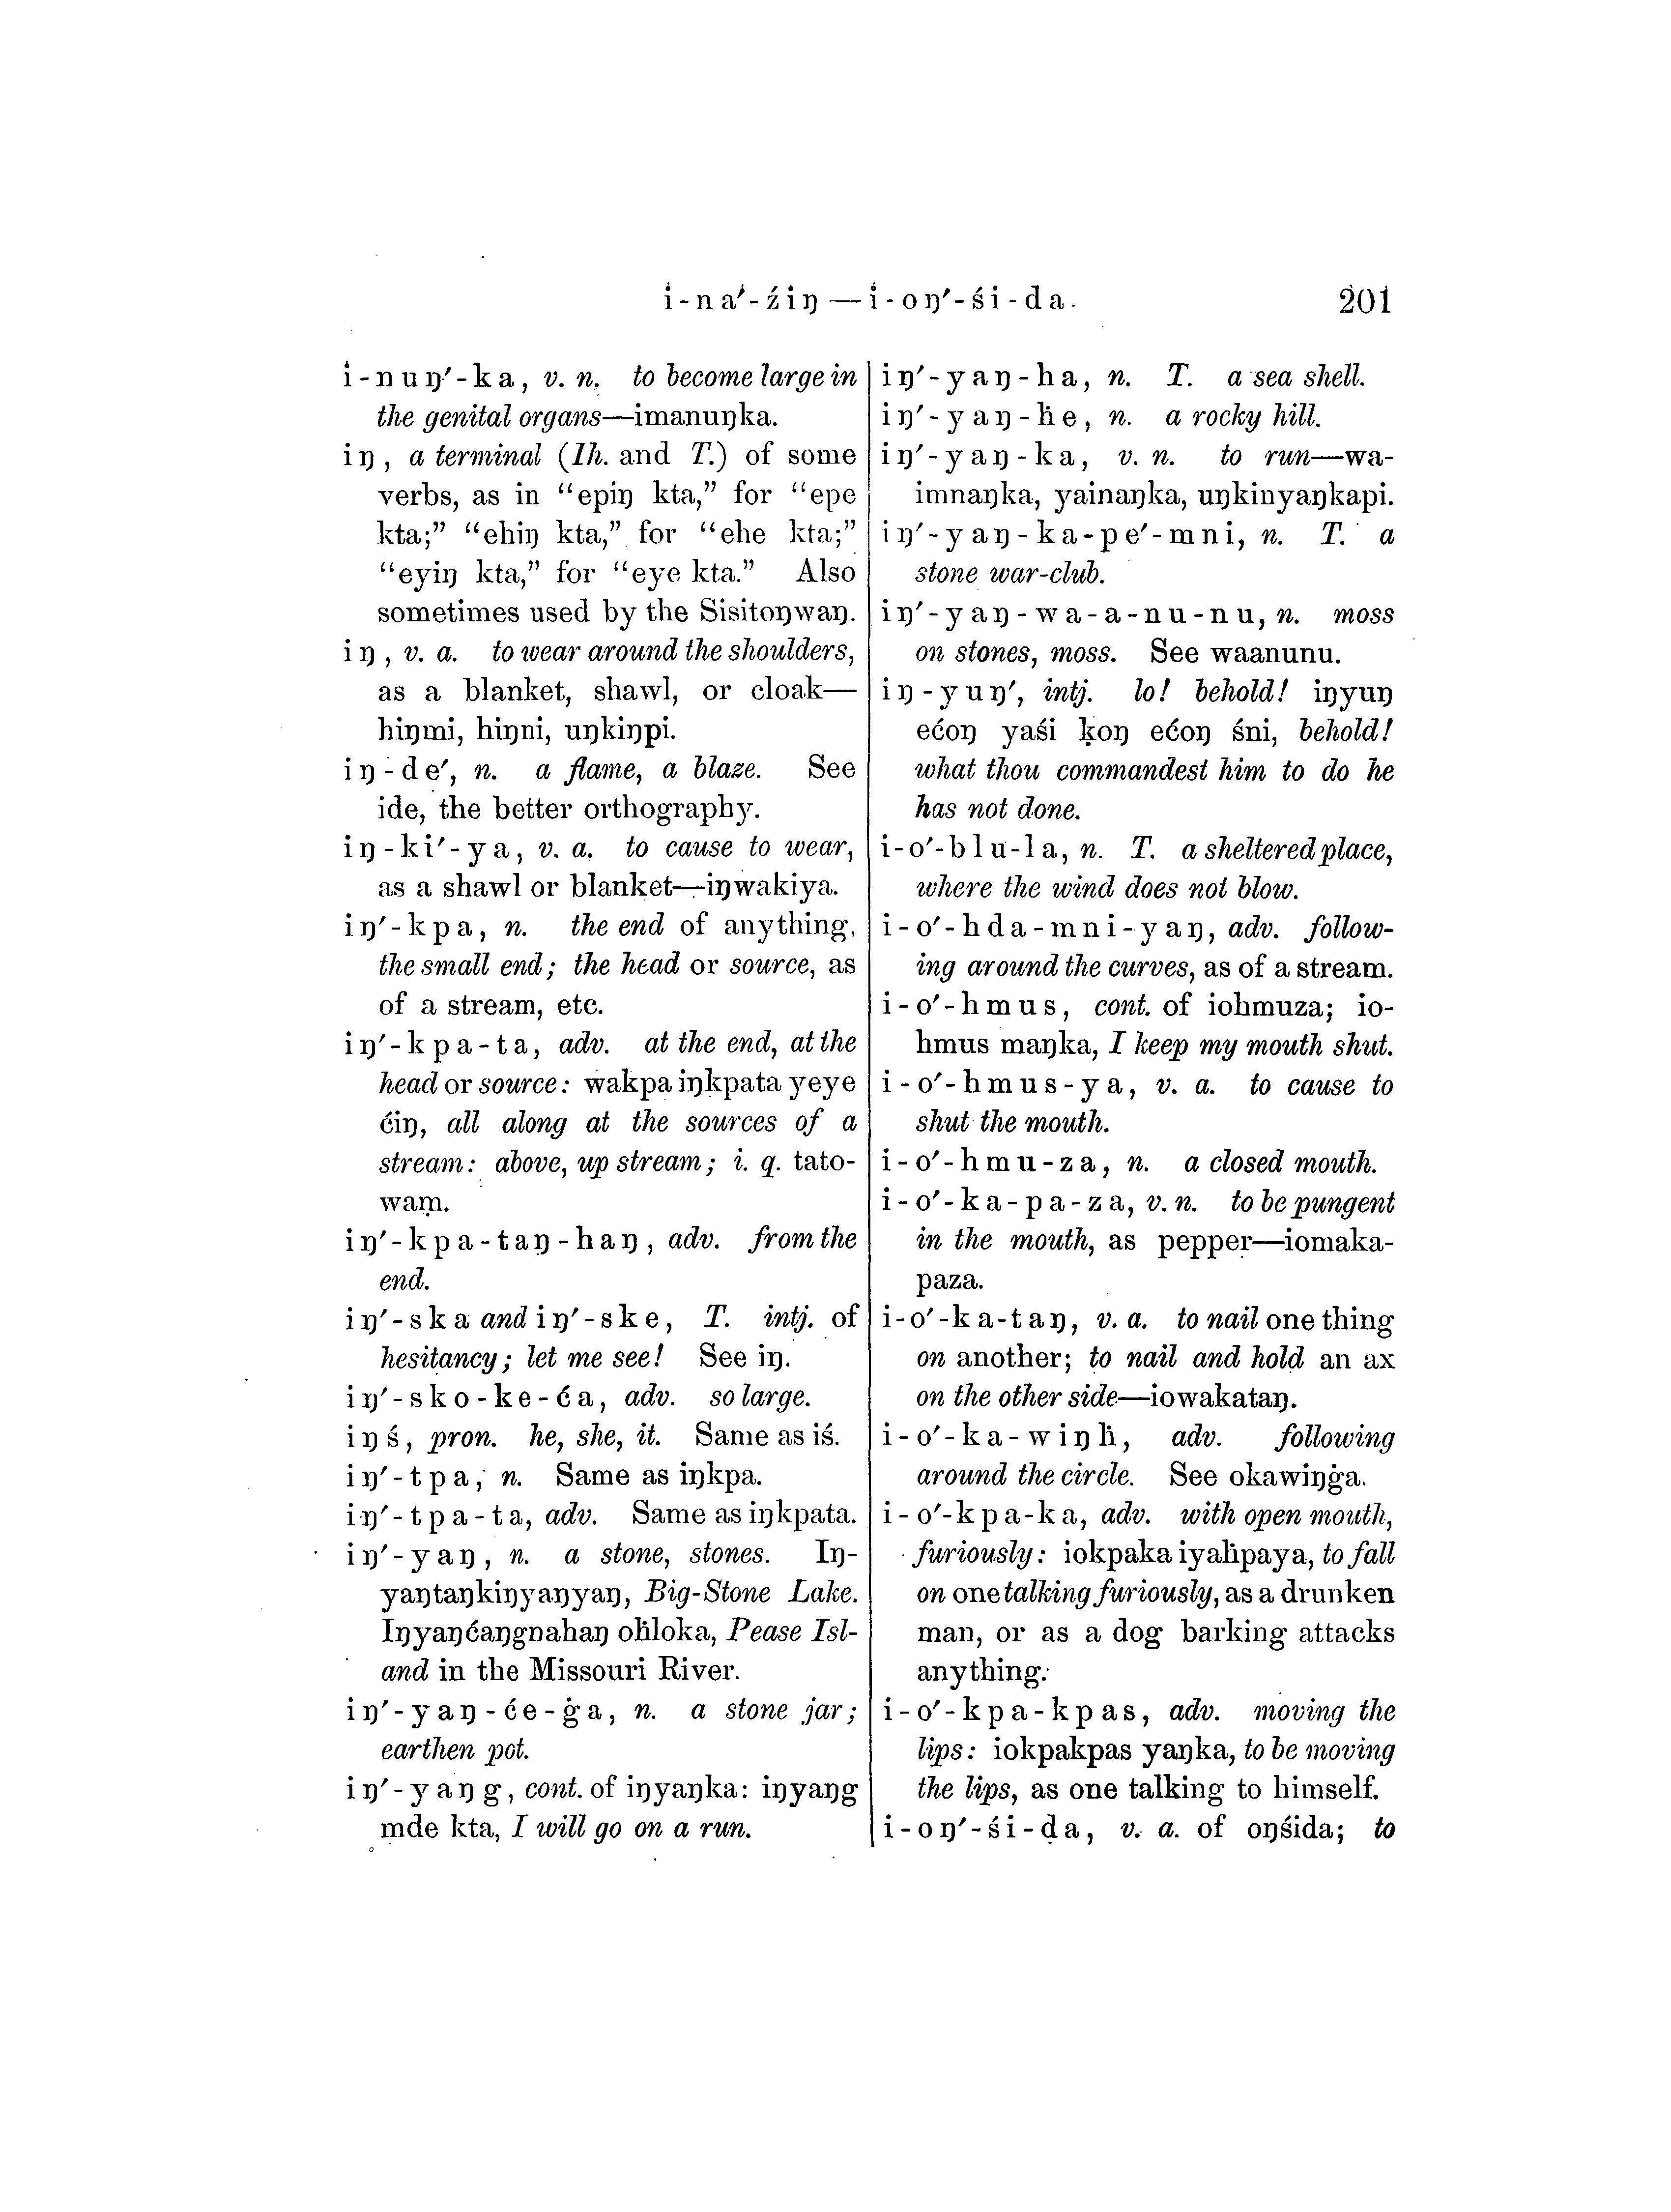 i-na′-źiŋ—i-oŋ′-śi-da. 201
i-nuŋ′-ka, v. n. to become large in
the genital organs—imanuŋka.
iŋ, a terminal (Ih. and T.) of some
verbs, as in “epiŋ kta,” for “epe
kta;” “ehiŋ kta,” for “ehe kta;”
“eyiŋ kta,” for “eye kta.” Also
sometimes used by the Sisitoŋwaŋ.
iŋ, v. a. to wear around the shoulders,
as a blanket, shawl, or cloak—
hiŋmi, hiŋni, uŋkiŋpi.
iŋ-de′, n. a flame, a blaze. See
ide, the better orthography.
iŋ-ki′-ya, v. a. to cause to wear,
as a shawl or blanket—iŋwakiya.
iŋ′-kpa, n. the end of anything,
the small end; the head or source, as
of a stream, etc.
iŋ′-kpa-ta, adv. at the end, at the
head or source: wakpa iŋkpata yeye
ćiŋ, all along at the sources of a
stream: above, up stream; i. q. tato-
waṃ.
iŋ′-kpa-taŋ-haŋ, adv. from the
end.
iŋ′-ska and iŋ′-ske, T. intj. of
hesitancy; let me see! See iŋ.
iŋ′-sko-ke-ća, adv. so large.
iŋś, pron. he, she, it. Same as iś.
iŋ′-tpa, n. Same as iŋkpa.
iŋ′-tpa-ta, adv. Same as iŋkpata.
iŋ′-yaŋ, n. a stone, stones. Iŋ-
yaŋtaŋkiŋyaŋyaŋ, Big-Stone Lake.
Iŋyaŋćaŋgnahaŋ oḣloka, Pease Isl-
and in the Missouri River.
iŋ′-yaŋ-će-ġa, n. a stone jar;
earthen pot.
iŋ′-yaŋg, cont. of iŋyaŋka: iŋyaŋg
mde kta, I will go on a run.
iŋ′-yaŋ-ha, n. T. a sea shell.
iŋ′-yaŋ-ḣe, n. a rocky hill.
iŋ′-yaŋ-ka, v. n. to run—wa-
imnaŋka, yainaŋka, uŋkinyaŋkapi.
iŋ′-yaŋ-ka-pe′-mni, n. T. a
stone war-club.
iŋ′-yaŋ-wa-a-nu-nu, n. moss
on stones, moss. See waanunu.
iŋ-yuŋ′, intj. lo! behold! iŋyuŋ
ećoŋ yaśi ḳoŋ ećoŋ śni, behold!
what thou commandest him to do he
has not done.
i-o′-blu-la, n. T. a sheltered place,
where the wind does not blow.
i-o′-hda-mni-yaŋ, adv. follow-
ing around the curves, as of a stream.
i-o′-hmus, cont. of iohmuza; io-
hmus maŋka, I keep my mouth shut.
i-o′-hmus-ya, v. a. to cause to
shut the mouth.
i-o′-hmu-za, n. a closed mouth.
i-o′-ka-pa-za, v. n. to be pungent
in the mouth, as pepper—iomaka-
paza.
i-o′-ka-taŋ, v. a. to nail one thing
on another; to nail and hold an ax
on the other side—iowakataŋ.
i-o′-ka-wiŋḣ, adv. following
around the circle. See okawiŋġa.
i-o′-kpa-ka, adv. with open mouth,
furiously: iokpaka iyaḣpaya, to fall
on one talking furiously, as a drunken
man, or as a dog barking attacks
anything.
i-o′-kpa-kpas, adv. moving the
lips: iokpakpas yaŋka, to be moving
the lips, as one talking to himself.
i-oŋ′-śi-da, v. a. of oŋśida; to